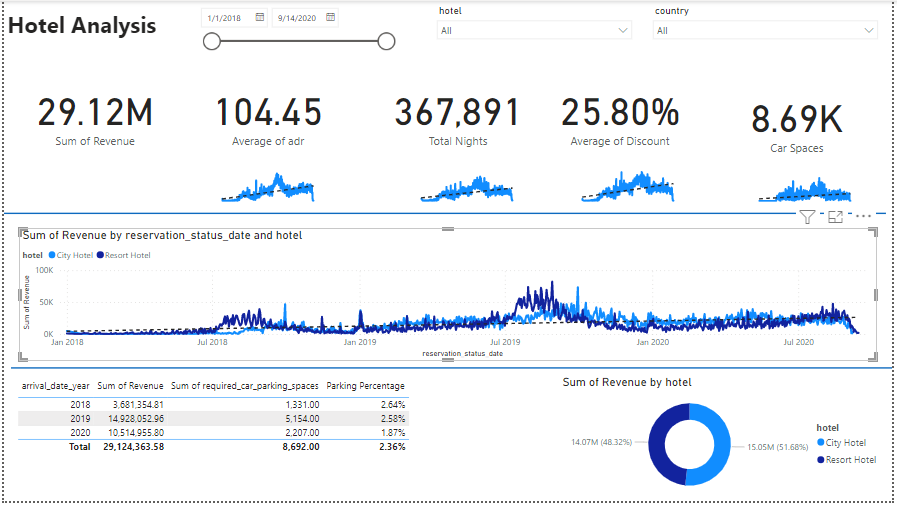 Hotel Analysis
1/1/2018
9/14/2020
hotel
All
country
All
29.12M
Sum of Revenue
104.45
Average of adr
367,891
Total Nights
25.80%
Average of Discount
8.69K
Car Spaces
Sum of Revenue by reservation_status_date and hotel
hotel City Hotel Resort Hotel
Sum of Revenue
100K
50K
0K
Jan 2018 Jul 2018 Jan 2019 Jul 2019 Jan 2020 Jul 2020
reservation_status_date
arrival_date_year Sum of Revenue Sum of required_car_parking_spaces Parking Percentage
2018 3,681,354.81 1,331.00 2.64%
2019 14,928,052.96 5,154.00 2.58%
2020 10,514,955.80 2,207.00 1.87%
Total 29,124,363.58 8,692.00 2.36%
Sum of Revenue by hotel
14.07M (48.32%)
15.05M (51.68%)
hotel
City Hotel
Resort Hotel